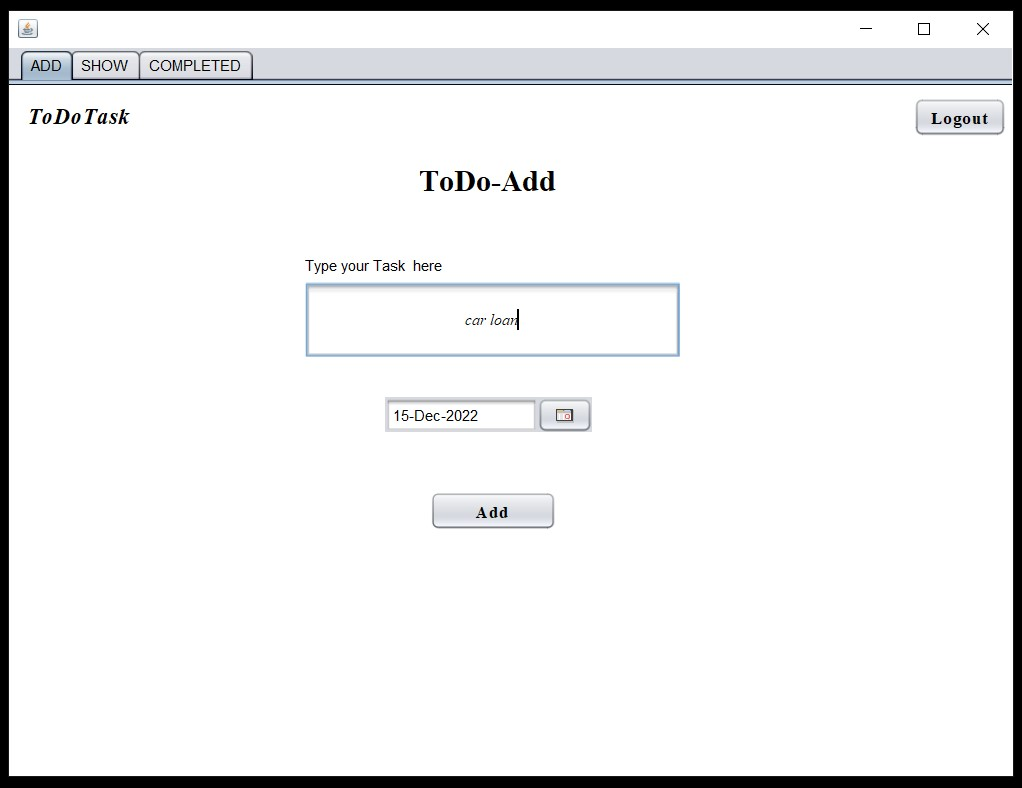 ADD SHOW COMPLETED
ToDoTask Logout
ToDo-Add
Type your Task here
car loan
15-Dec-2022
Add